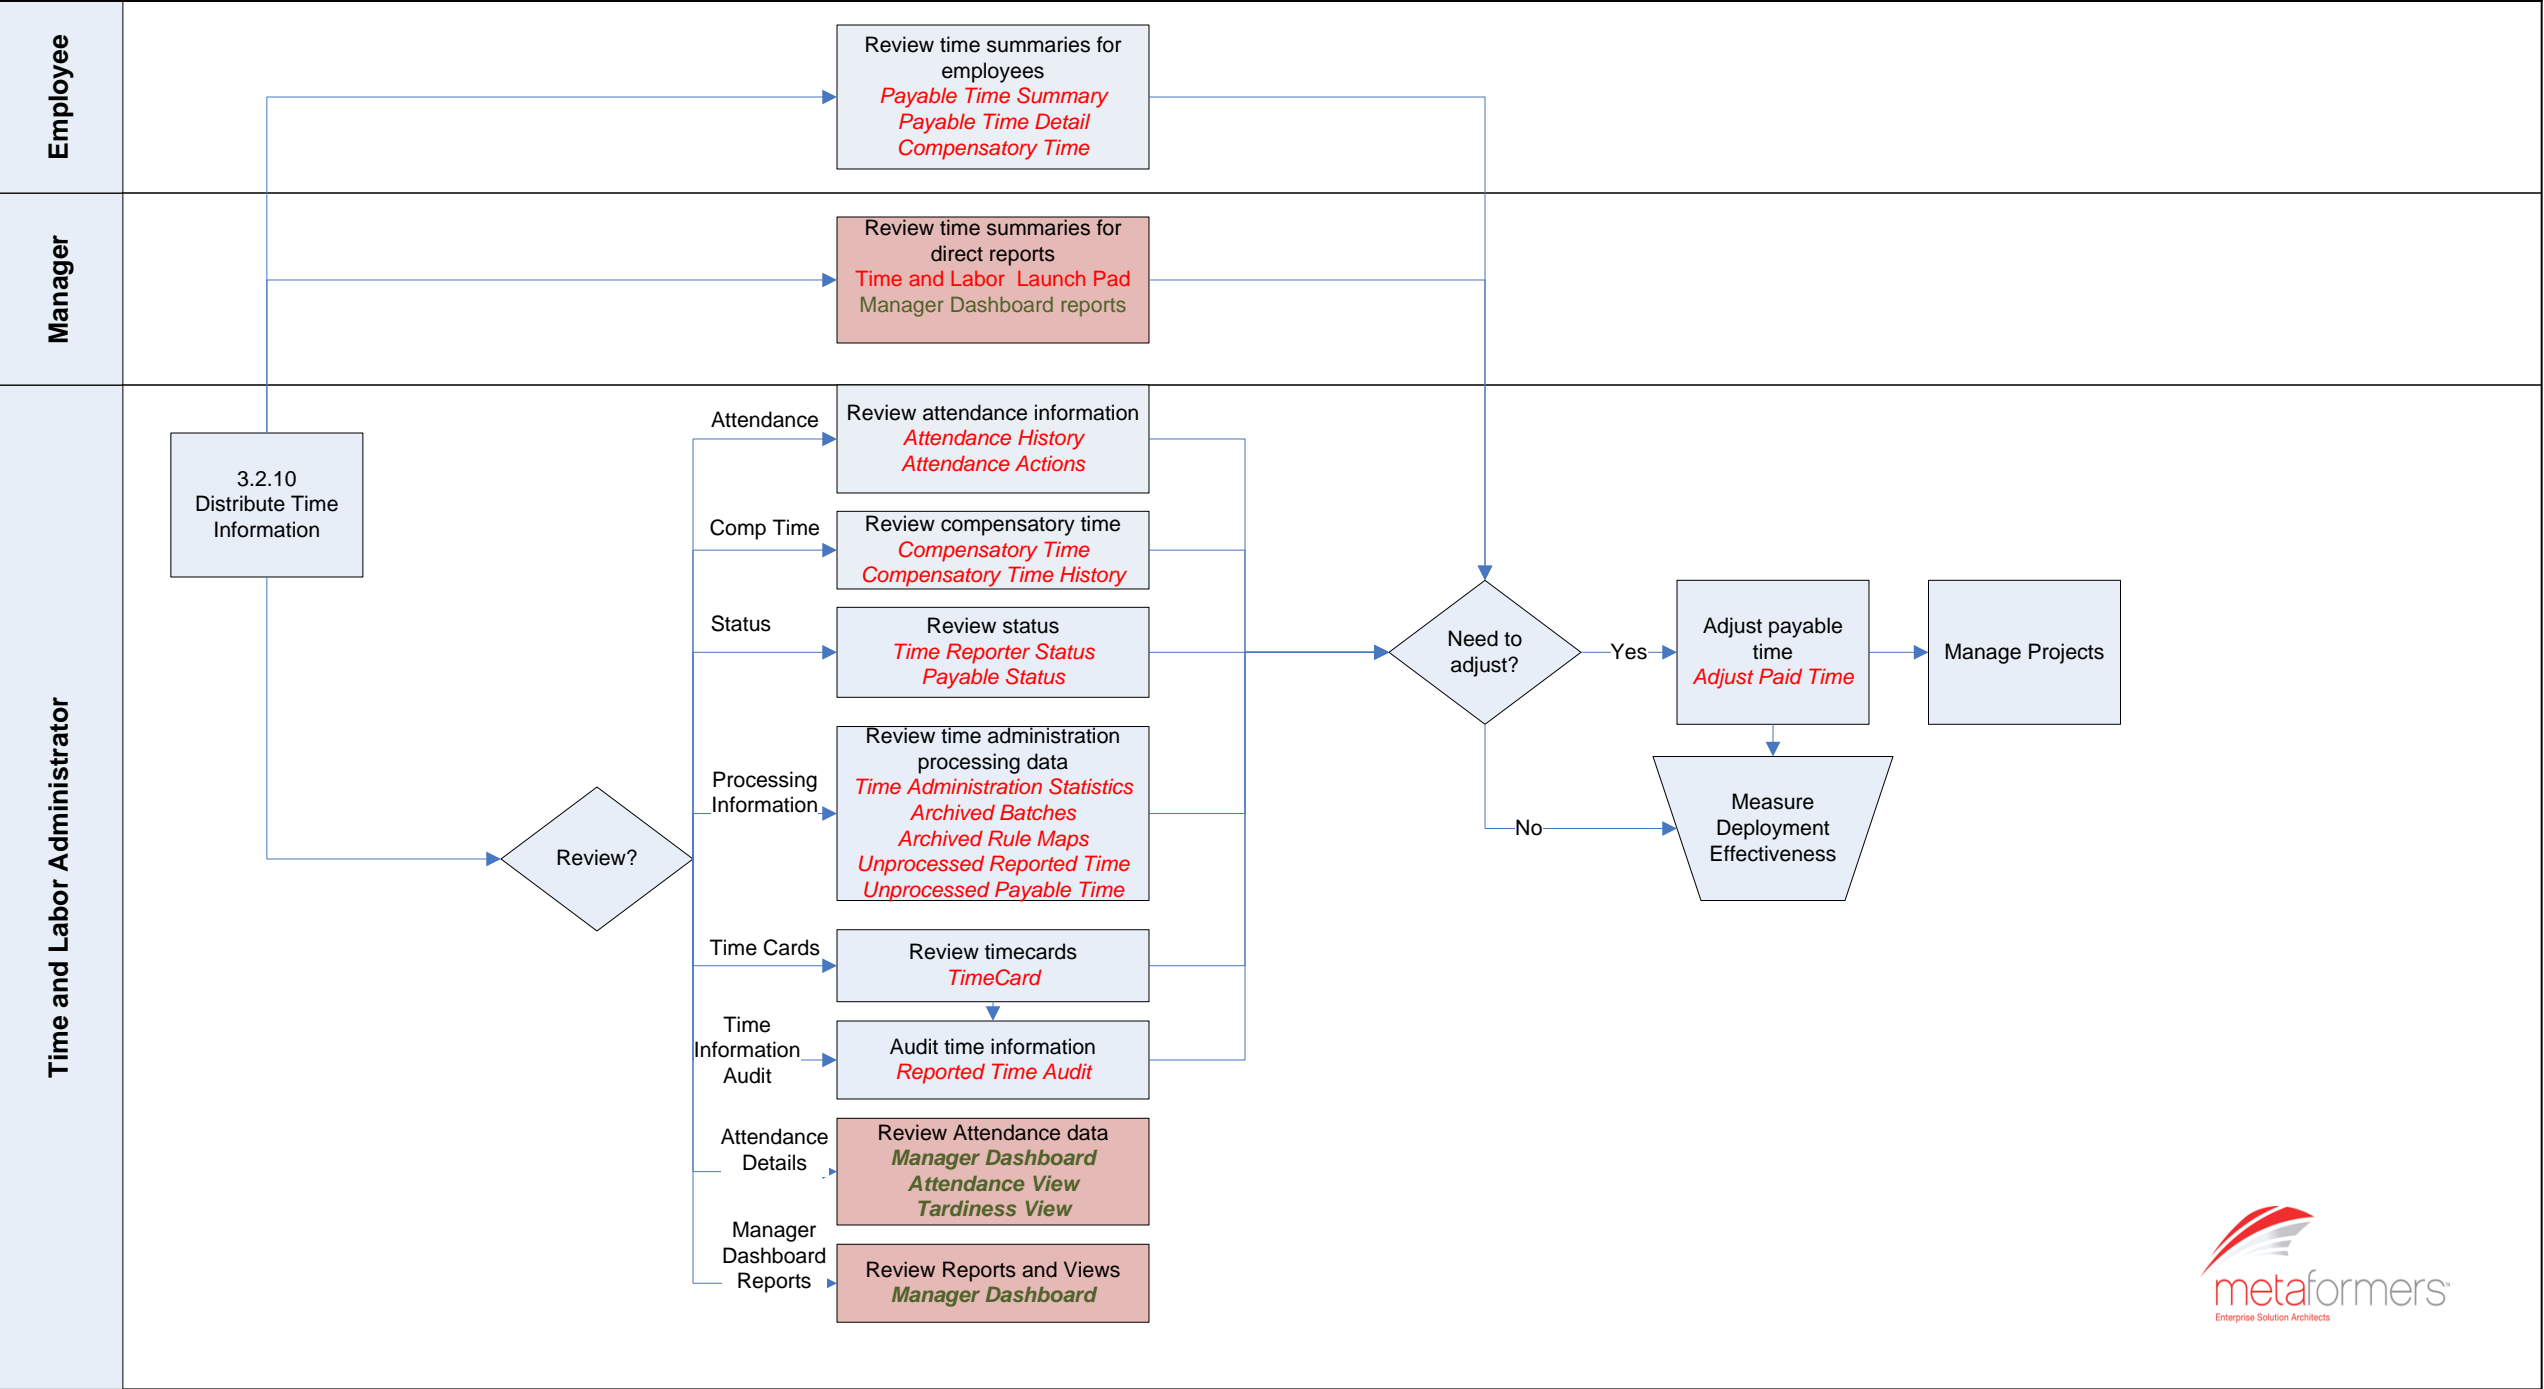 Employee
Review time summaries for
employees
Payable Time Summary
Payable Time Detail
Compensatory Time
Manager
Review time summaries for
direct reports
Time and Labor Launch Pad
Manager Dashboard reports
Time and Labor Administrator
3.2.10
Distribute Time
Information
Review?
Attendance
Review attendance information
Attendance History
Attendance Actions
Comp Time
Review compensatory time
Compensatory Time
Compensatory Time History
Status
Review status
Time Reporter Status
Payable Status
Processing
Information
Review time administration
processing data
Time Administration Statistics
Archived Batches
Archived Rule Maps
Unprocessed Reported Time
Unprocessed Payable Time
Time Cards
Review timecards
TimeCard
Time
Information
Audit
Audit time information
Reported Time Audit
Attendance
Details
Review Attendance data
Manager Dashboard
Attendance View
Tardiness View
Manager
Dashboard
Reports
Review Reports and Views
Manager Dashboard
Need to
adjust?
Yes
Adjust payable
time
Adjust Paid Time
Manage Projects
No
Measure
Deployment
Effectiveness
metaformers™
Enterprise Solution Architects